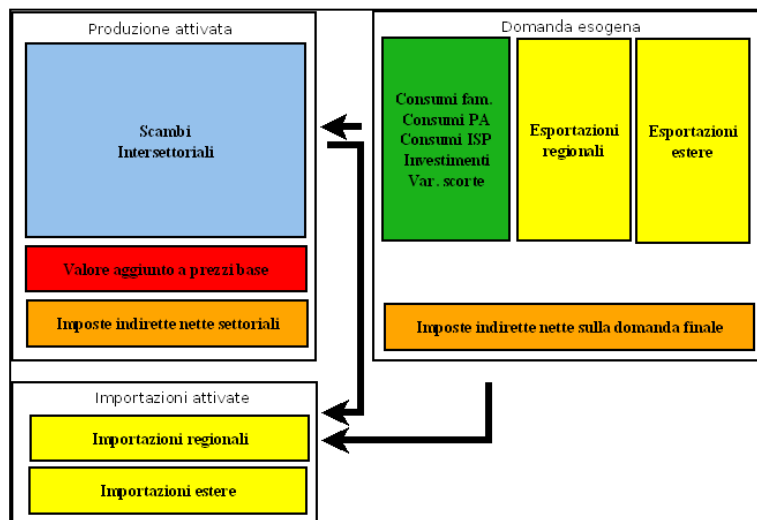 Produzione attivata
Scambi
Intersettoriali
Valore aggiunto a prezzi base
Imposte indirette nette settoriali
Domanda esogena
Consumi fam.
Consumi PA
Consumi ISP
Investimenti
Var. scorte
Esportazioni
regionali
Esportazioni
estere
Imposte indirette nette sulla domanda finale
Importazioni attivate
Importazioni regionali
Importazioni estere